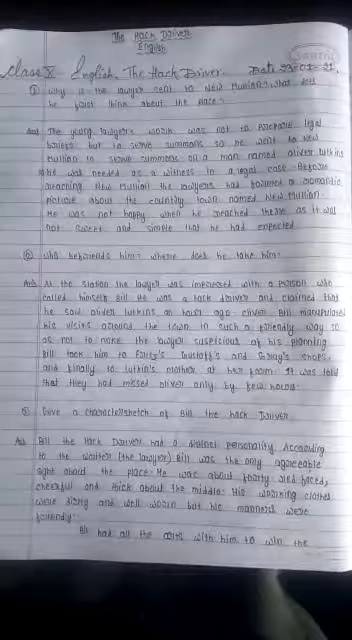 The Hack Driver
English
Class X English. The Hack Driver. Date 23-01-21.
① Why is the lawyer sent to New Mullian? What does
he first think about the place?
Ans The young lawyer's work was not to prepare legal
briefs but to serve summons so he went to New
Mullion to serve summons on a man named oliver lutkins
He was needed as a witness in a legal case. Before
reaching New Mullion the lawyers had formed a romantic
picture about the country town named New Mullion.
He was not happy when he reached there as it was
not sweet and simple that he had expected
② Who befriends him? where does he take him?
Ans At the station the lawyer was impressed with a person who
called himself Bill. He was a hack driver and claimed that
he saw oliver lutkins an hour ago. Bill manipulated
his visits around the town in such a friendly way so
as not to make the lawyer suspicious of his planning
Bill took him to Fritz's Gustaff's and Gray's shops.
and finally to lutkin's mother at her farm. It was told
that they had missed oliver only by few
Give a charactersketch of Bill the hack Driver
Ans Bill the Hack Driver had a distinct personality. According
to the writer (the lawyer) Bill was the only agreeable
sight about the place. He was about fourty red faced,
cheerful and thick about the middle. His working clothes
were dirty and well worn but his manners were
friendly.
Bill had all the arts with him to win the